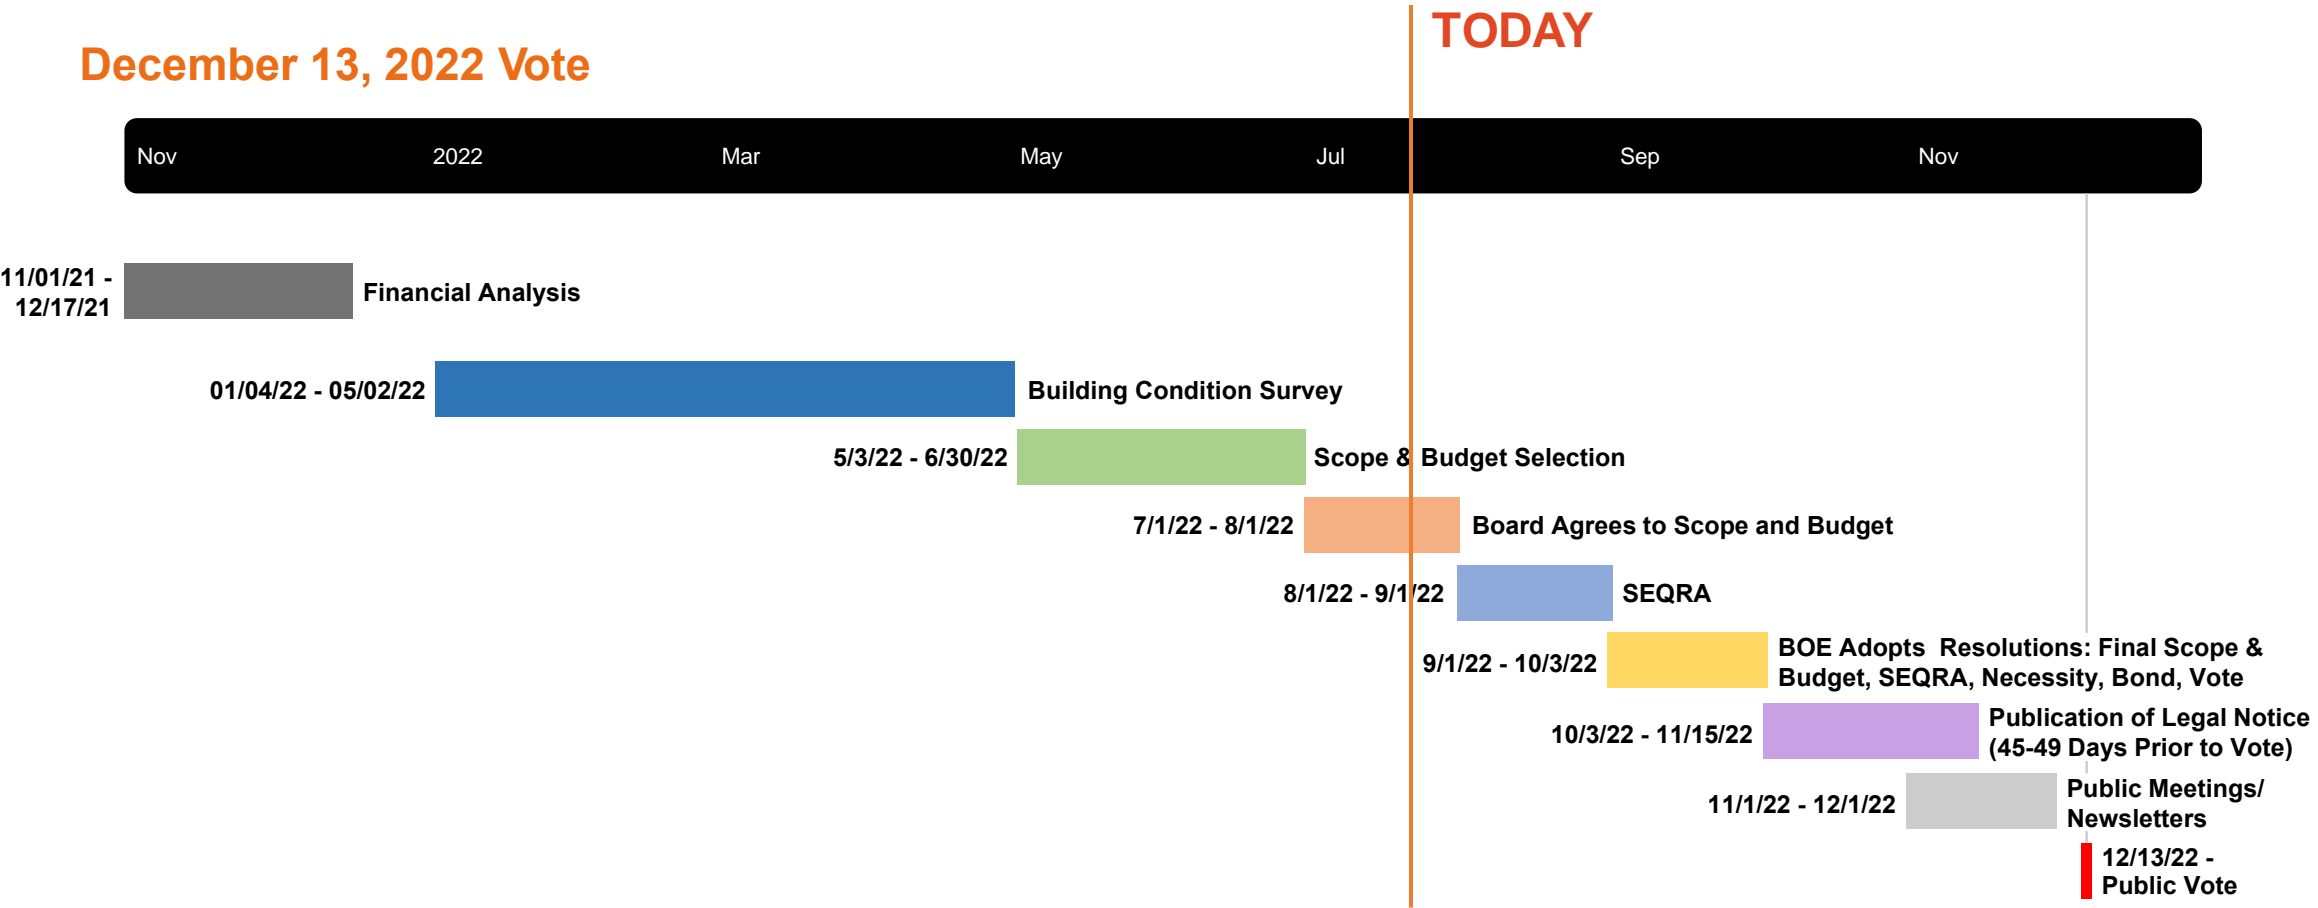 TODAY
December 13, 2022 Vote
Nov 2022 Mar May Jul Sep Nov
11/01/21 -
12/17/21
Financial Analysis
01/04/22 - 05/02/22
Building Condition Survey
5/3/22 - 6/30/22
Scope & Budget Selection
7/1/22 - 8/1/22
Board Agrees to Scope and Budget
8/1/22 - 9/1/22
SEQRA
9/1/22 - 10/3/22
BOE Adopts  Resolutions: Final Scope &
Budget, SEQRA, Necessity, Bond, Vote
10/3/22 - 11/15/22
Publication of Legal Notice
(45-49 Days Prior to Vote)
11/1/22 - 12/1/22
Public Meetings/
Newsletters
12/13/22 -
Public Vote